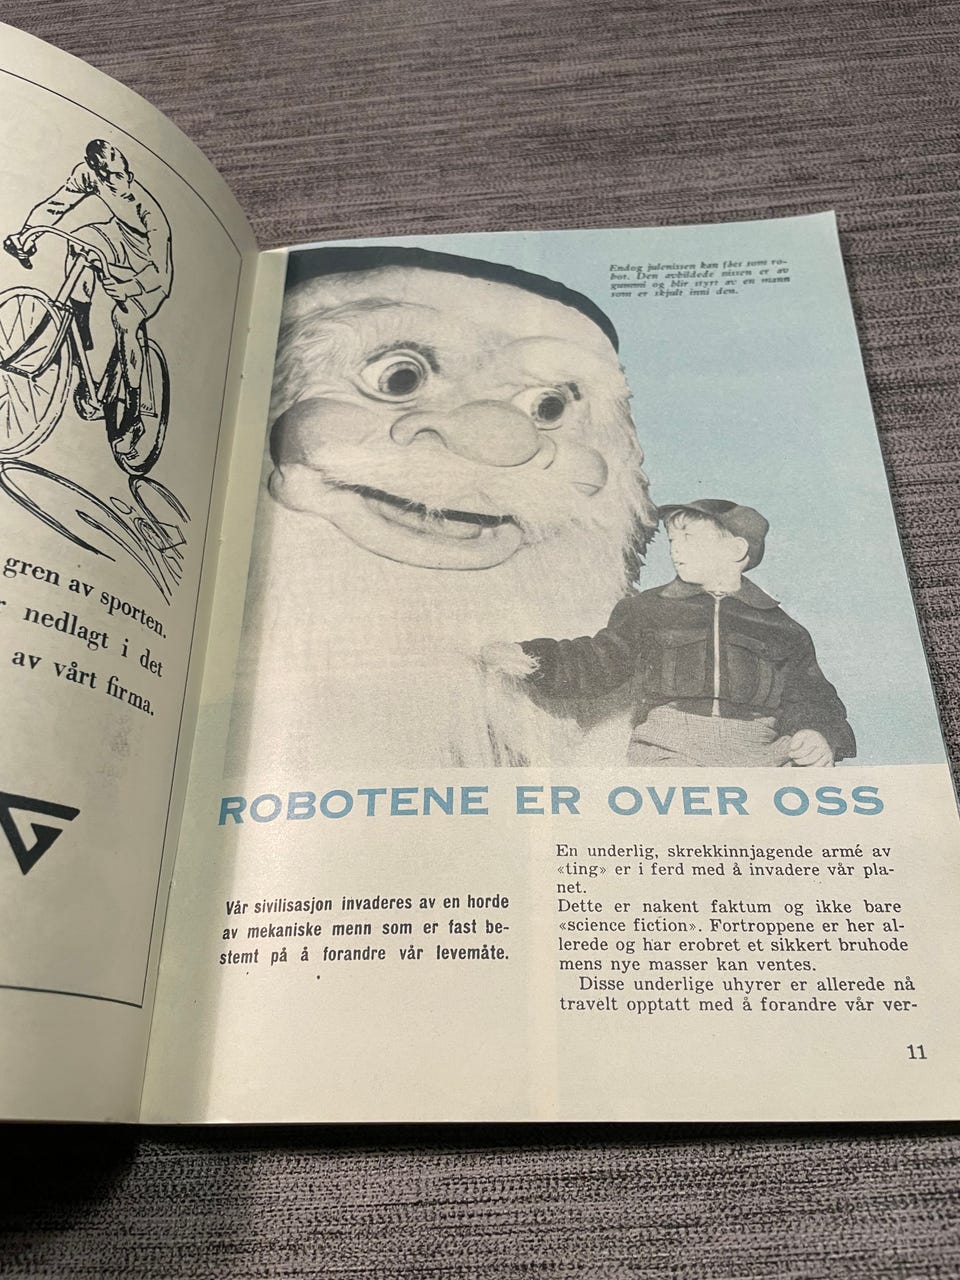 gren av sporten.
nedlagt i det
av vårt firma.
Endog julenissen kan fåes som ro-
bot. Den avbildede nissen er av
gummi og blir styrt av en mann
som er skjult inni den.
ROBOTENE ER OVER OSS
Vår sivilisasjon invaderes av en horde
av mekaniske menn som er fast be-
stemt på å forandre vår levemåte.
En underlig, skrekkinnjagende armé av
«ting» er i ferd med å invadere vår pla-
net.
Dette er nakent faktum og ikke bare
«science fiction». Fortroppene er her al-
lerede og har erobret et sikkert bruhode
mens nye masser kan ventes.
Disse underlige uhyrer er allerede nå
travelt opptatt med å forandre vår ver-
11